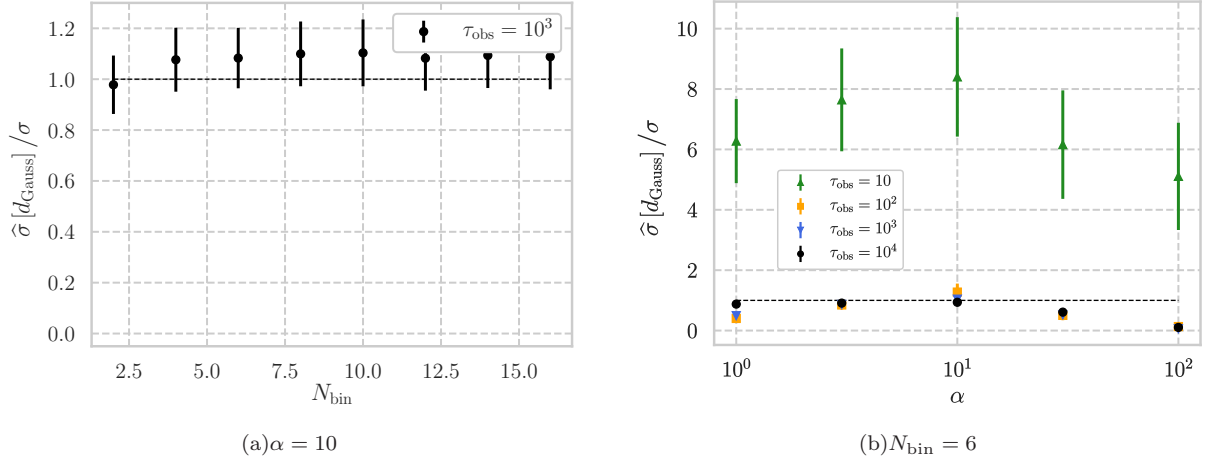 1.2
1.0
0.8
0.6
0.4
0.2
0.0
σ̂ [d_Gauss] / σ
τ_obs = 10^3
2.5 5.0 7.5 10.0 12.5 15.0
N_bin
(a)α = 10
10
8
6
4
2
0
σ̂ [d_Gauss] / σ
τ_obs = 10
τ_obs = 10^2
τ_obs = 10^3
τ_obs = 10^4
10^0 10^1 10^2
α
(b)N_bin = 6